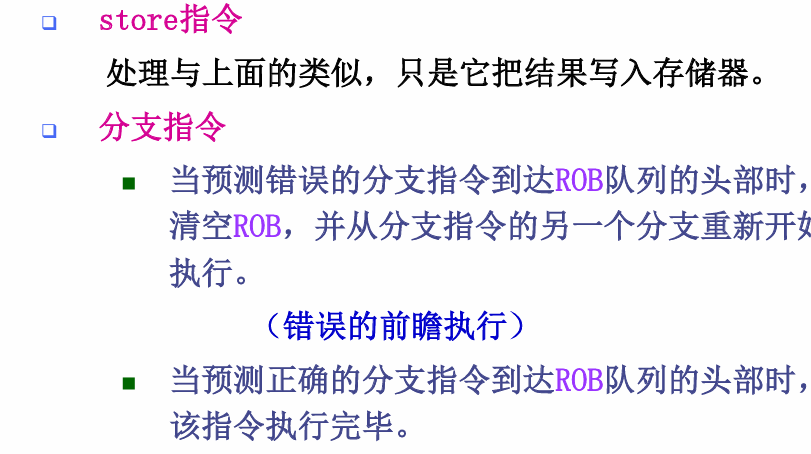 store指令
处理与上面的类似，只是它把结果写入存储器。
分支指令
当预测错误的分支指令到达ROB队列的头部时，
清空ROB，并从分支指令的另一个分支重新开始
执行。
（错误的前瞻执行）
当预测正确的分支指令到达ROB队列的头部时，
该指令执行完毕。